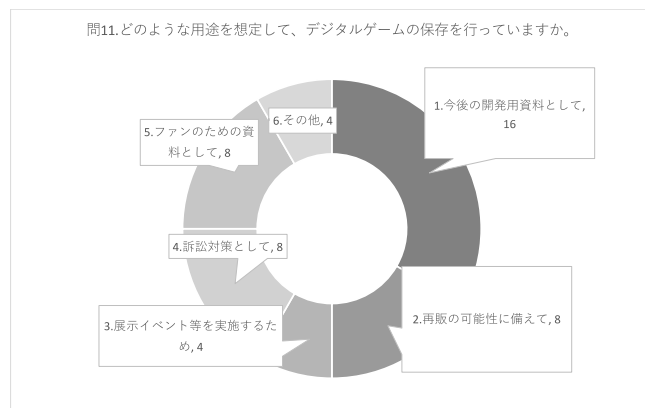 問11.どのような用途を想定して、デジタルゲームの保存を行っていますか。
1.今後の開発用資料として,
16
2.再販の可能性に備えて, 8
3.展示イベント等を実施するた
め, 4
4.訴訟対策として, 8
5.ファンのための資
料として, 8
6.その他, 4